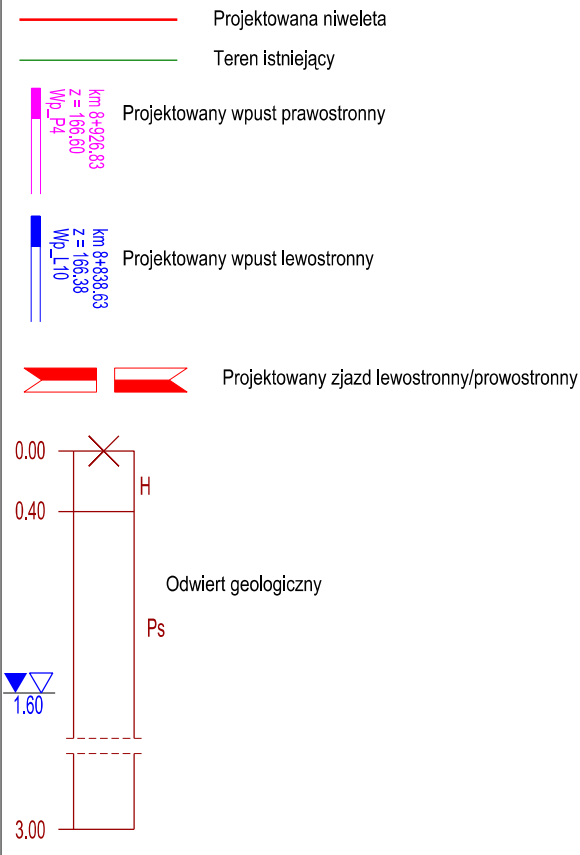 Projektowana niweleta
Teren istniejący
km 8+926.83
z = 166.60
Wp_P4
Projektowany wpust prawostronny
km 8+838.63
z = 166.38
Wp_L10
Projektowany wpust lewostronny
Projektowany zjazd lewostronny/prowostronny
0.00
H
0.40
Odwiert geologiczny
Ps
1.60
3.00